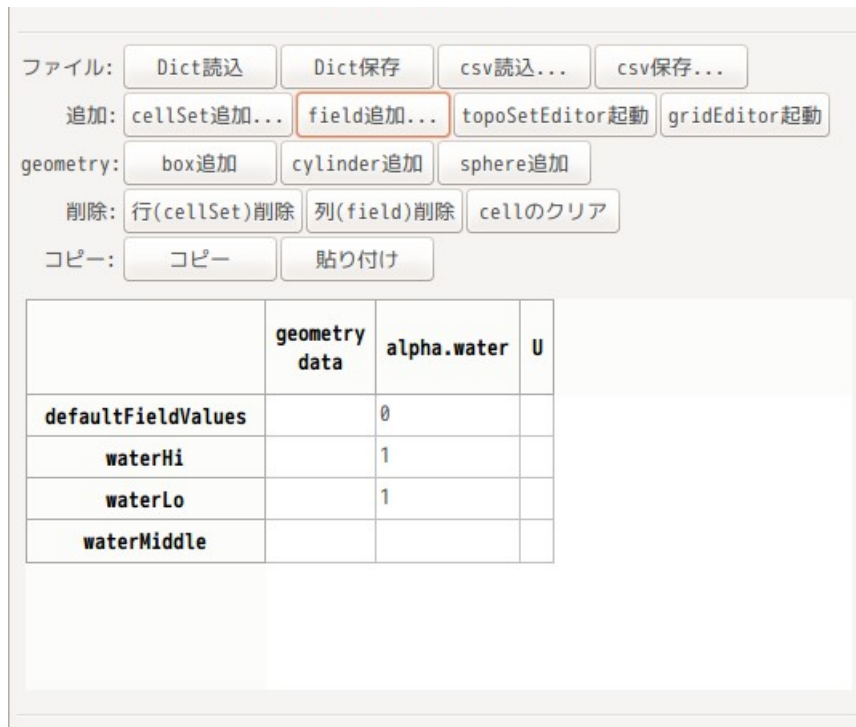 ファイル: Dict読込 Dict保存 csv読込... csv保存...
追加: cellSet追加... field追加... topoSetEditor起動 gridEditor起動
geometry: box追加 cylinder追加 sphere追加
削除: 行(cellSet)削除 列(field)削除 cellのクリア
コピー: コピー 貼り付け
geometry
data alpha.water U
defaultFieldValues 0
waterHi 1
waterLo 1
waterMiddle